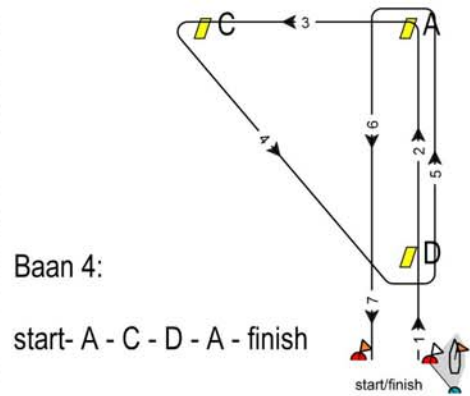 C
3
A
4
6
2
5
D
Baan 4:
7
1
start- A - C - D - A - finish
start/finish